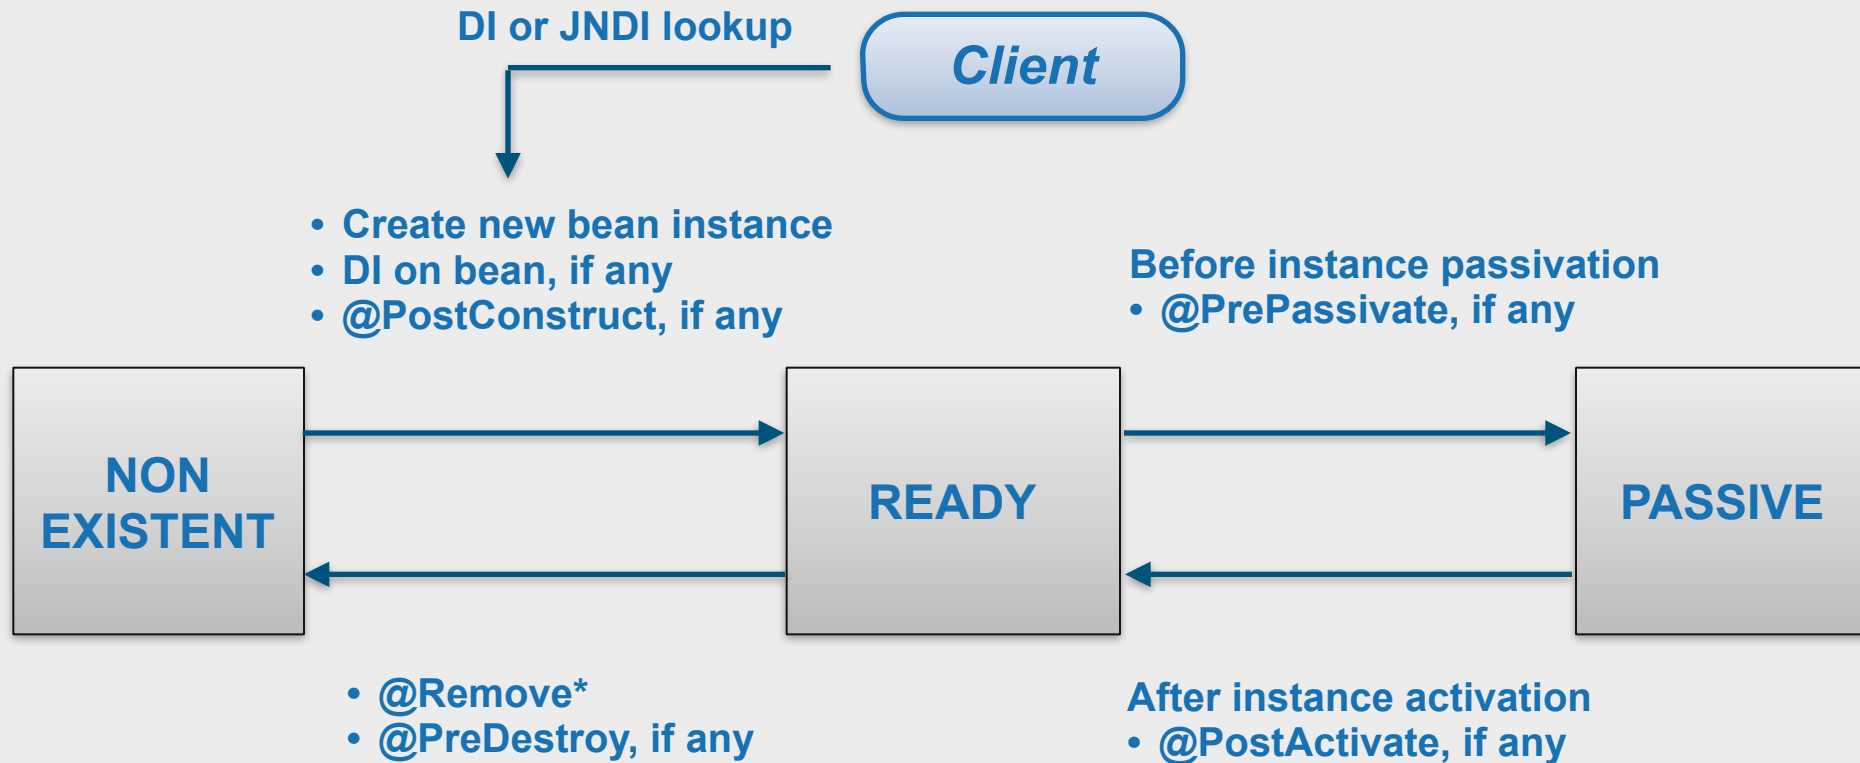 DI or JNDI lookup
Client
• Create new bean instance
• DI on bean, if any
• @PostConstruct, if any
Before instance passivation
• @PrePassivate, if any
NON
EXISTENT
READY
PASSIVE
• @Remove*
• @PreDestroy, if any
After instance activation
• @PostActivate, if any